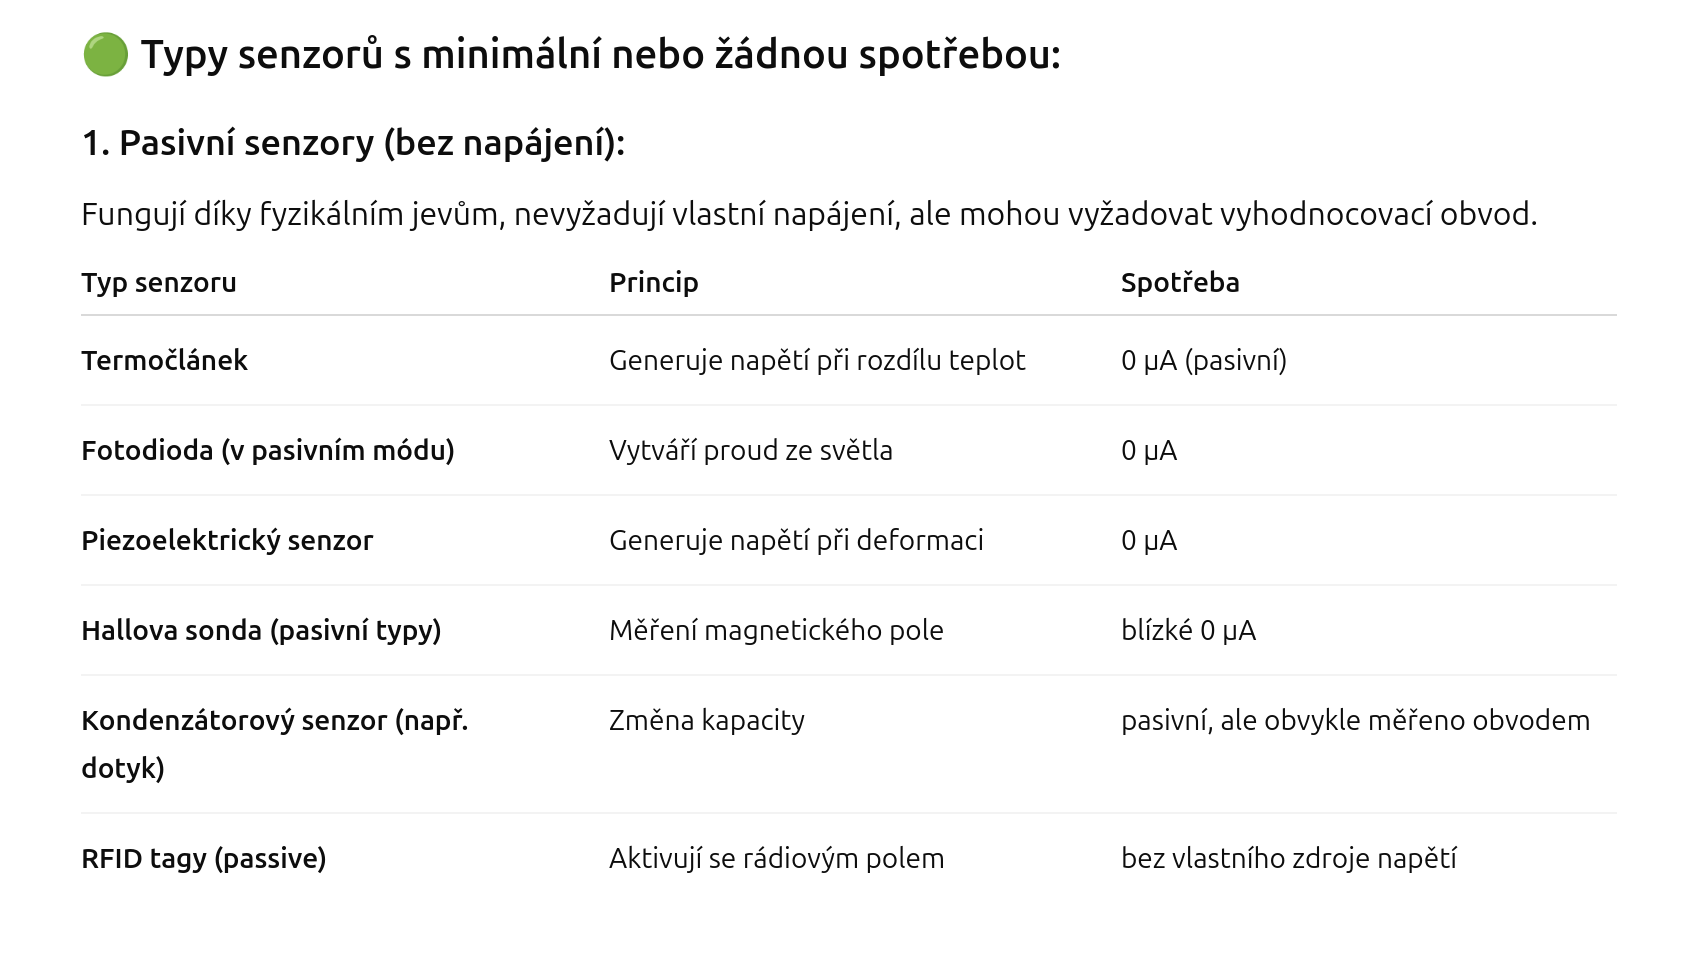 🟢 Typy senzorů s minimální nebo žádnou spotřebou:
1. Pasivní senzory (bez napájení):
Fungují díky fyzikálním jevům, nevyžadují vlastní napájení, ale mohou vyžadovat vyhodnocovací obvod.
Typ senzoru Princip Spotřeba
Termočlánek Generuje napětí při rozdílu teplot 0 µA (pasivní)
Fotodioda (v pasivním módu) Vytváří proud ze světla 0 µA
Piezoelektrický senzor Generuje napětí při deformaci 0 µA
Hallova sonda (pasivní typy) Měření magnetického pole blízké 0 µA
Kondenzátorový senzor (např. Změna kapacity pasivní, ale obvykle měřeno obvodem
dotyk)
RFID tagy (passive) Aktivují se rádiovým polem bez vlastního zdroje napětí